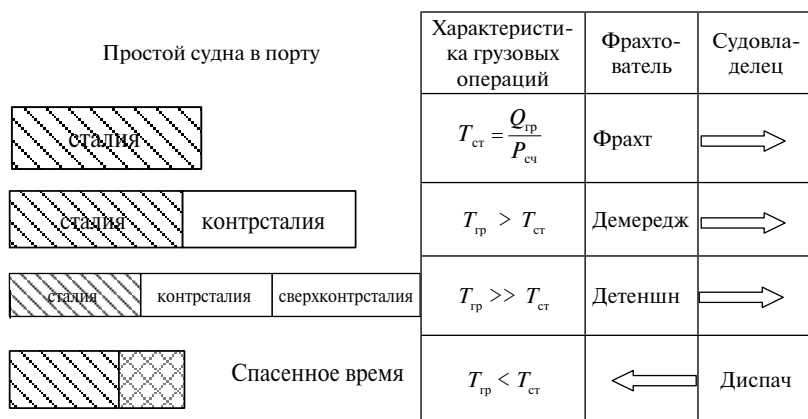 Простой судна в порту
Характеристи-
ка грузовых
операций
Фрахто-
ватель
Судовла-
делец
сталия
T_ст = Q_гр / P_сч
Фрахт
сталия контрсталия
T_гр > T_ст
Демередж
сталия контрсталия сверхконтрсталия
T_гр >> T_ст
Детеншн
Спасенное время
T_гр < T_ст
Диспач